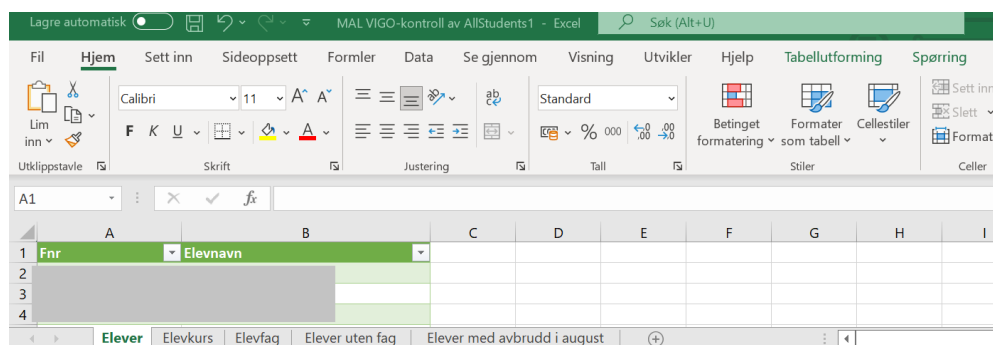 Lagre automatisk MAL VIGO-kontroll av AllStudents1 - Excel Søk (Alt+U)
Fil Hjem Sett inn Sideoppsett Formler Data Se gjennom Visning Utvikler Hjelp Tabellutforming Spørring
Calibri 11 A A ab Standard Sett inn
Lim inn F K U A % 000 Betinget formatering Formater som tabell Cellestiler Slett
Format
Utklippstavle Skrift Justering Tall Stiler Celler
A1 fx
A B C D E F G H I
1 Fnr Elevnavn
2
3
4
Elever Elevkurs Elevfag Elever uten fag Elever med avbrudd i august